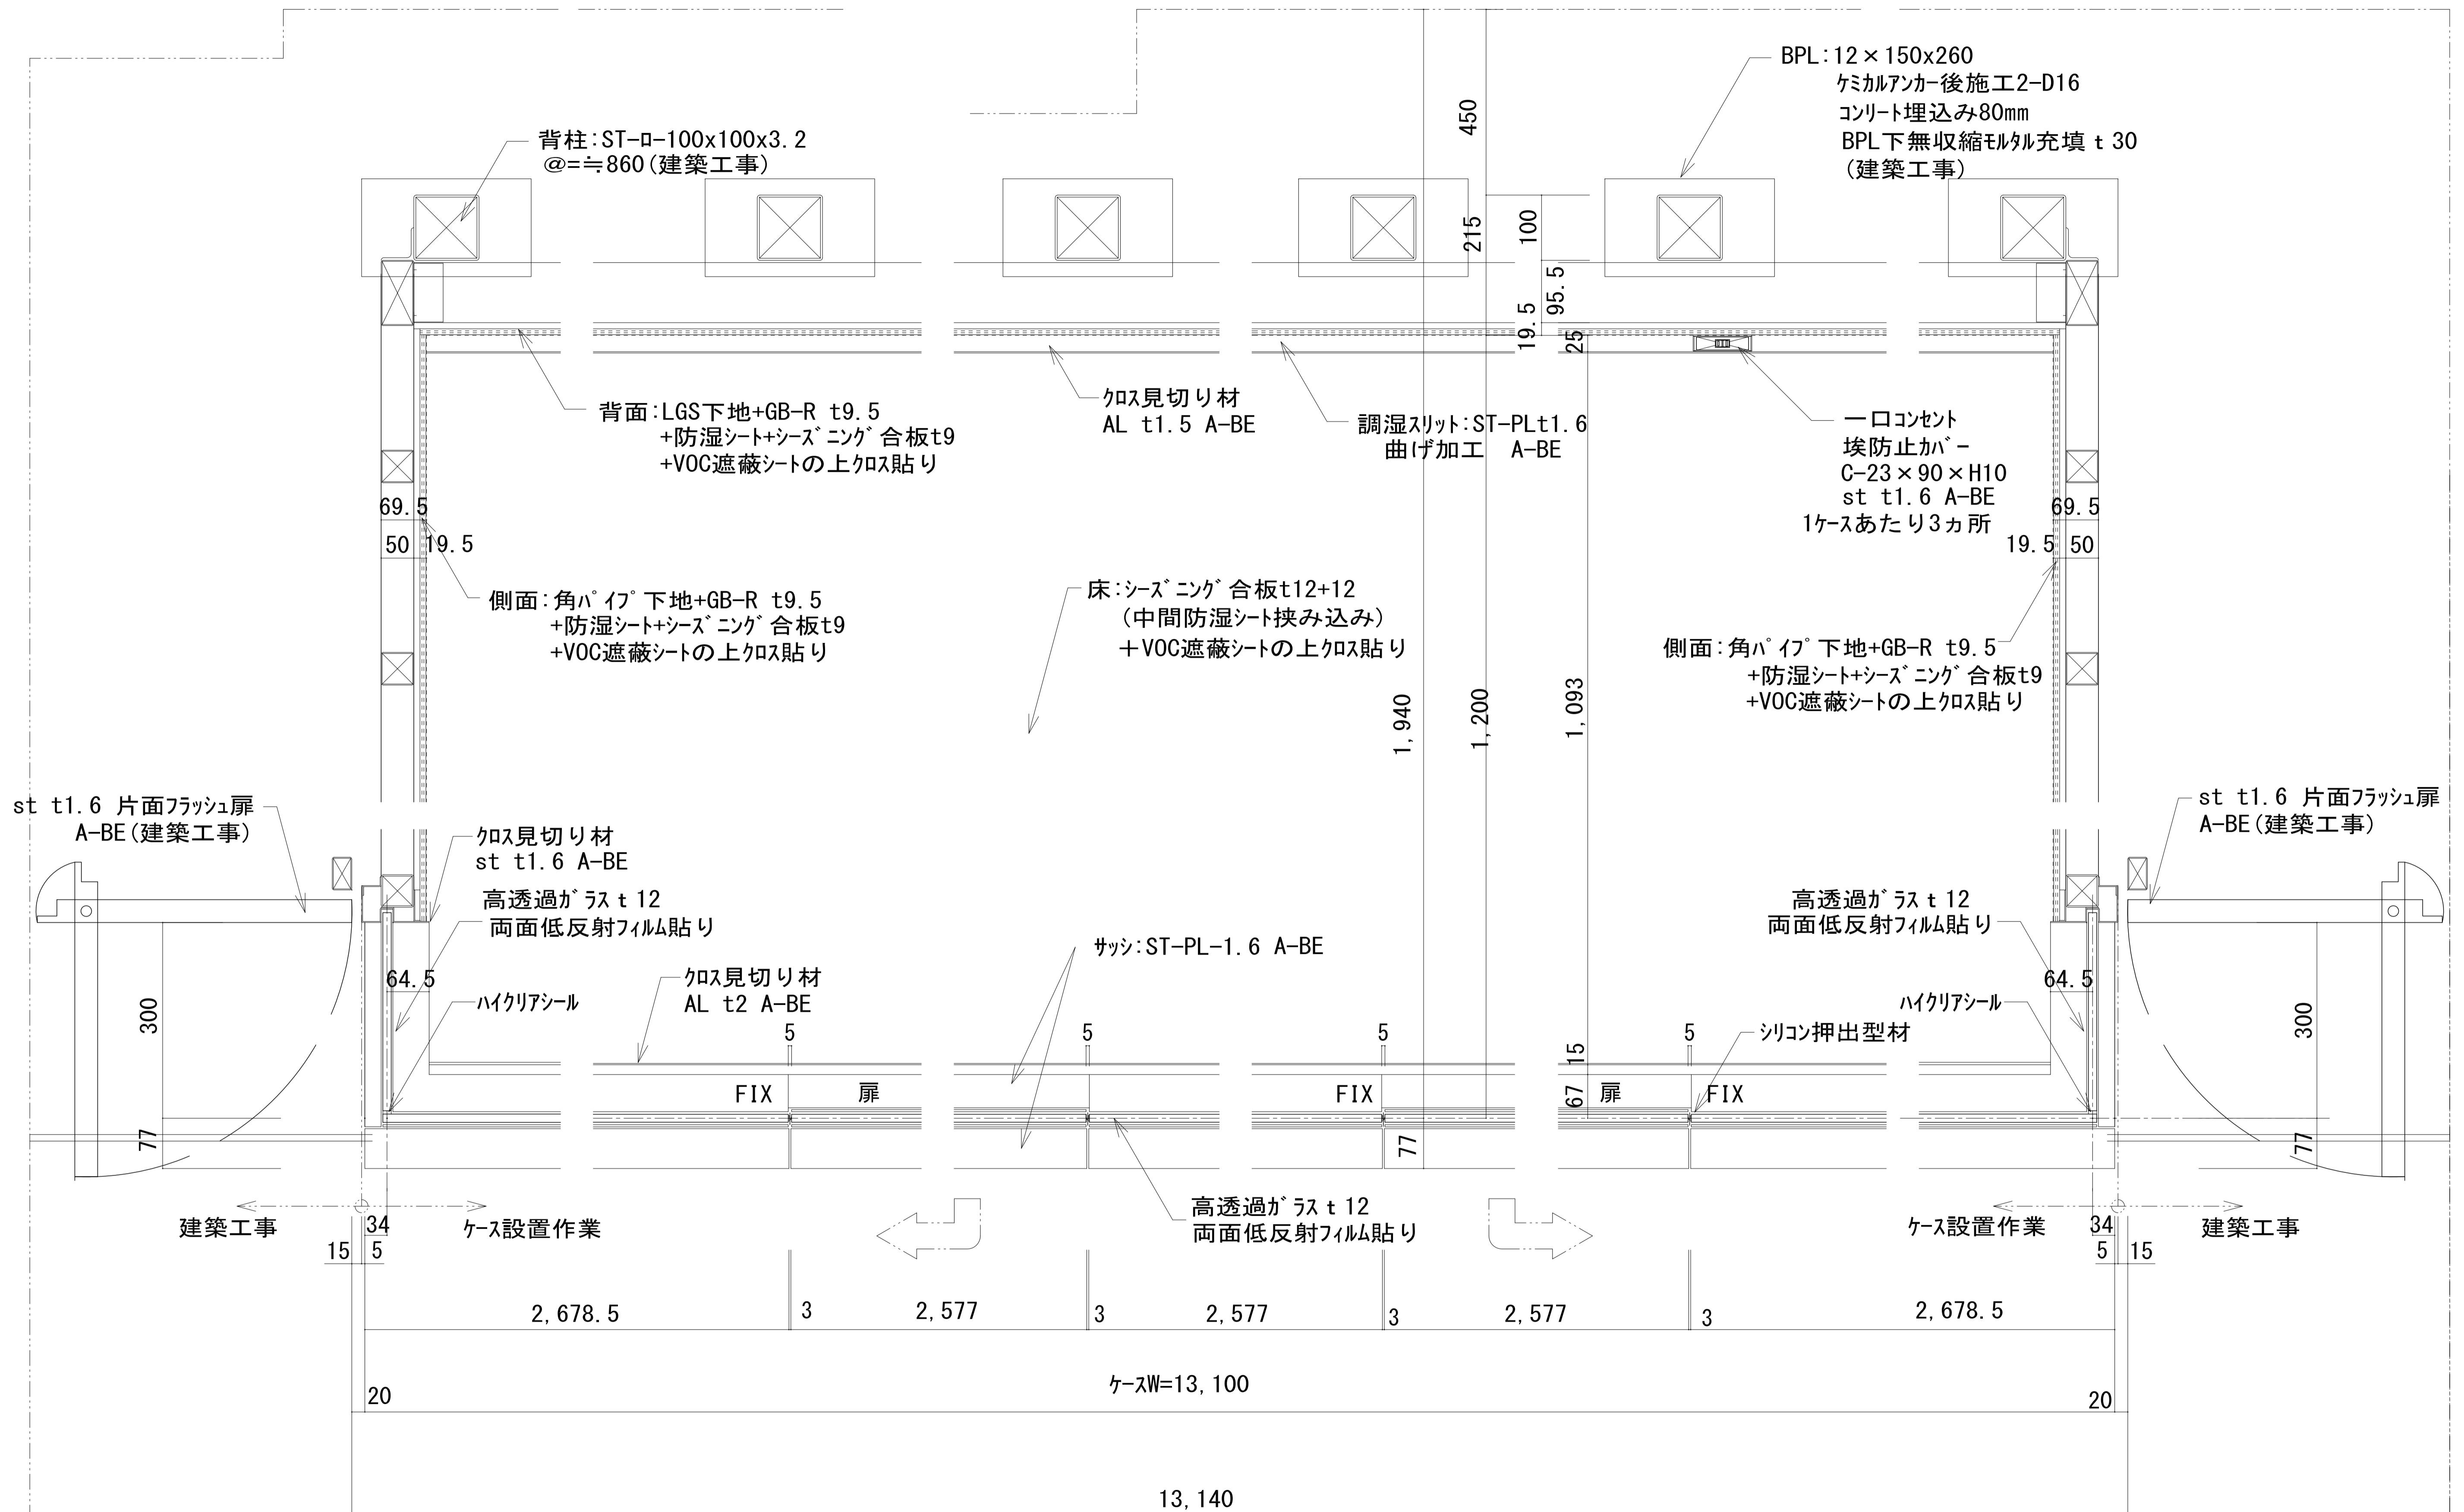 BPL:12×150x260
ｹﾐｶﾙｱﾝｶｰ後施工2-D16
ｺﾝﾘｰﾄ埋込み80mm
BPL下無収縮ﾓﾙﾀﾙ充填ｔ30
(建築工事)
背柱:ST-ロ-100x100x3.2
@=≒860(建築工事)
450
215
100
95.5
19.5
25
背面:LGS下地+GB-R t9.5
+防湿ｼｰﾄ+ｼｰｽﾞﾆﾝｸﾞ合板t9
+VOC遮蔽ｼｰﾄの上ｸﾛｽ貼り
ｸﾛｽ見切り材
AL t1.5 A-BE
調湿ｽﾘｯﾄ:ST-PLt1.6
曲げ加工　A-BE
一口ｺﾝｾﾝﾄ
埃防止ｶﾊﾞｰ
C-23×90×H10
st t1.6 A-BE
1ｹｰｽあたり3ヵ所
69.5
50
19.5
69.5
19.5
50
側面:角ﾊﾟｲﾌﾟ下地+GB-R t9.5
+防湿ｼｰﾄ+ｼｰｽﾞﾆﾝｸﾞ合板t9
+VOC遮蔽ｼｰﾄの上ｸﾛｽ貼り
床:ｼｰｽﾞﾆﾝｸﾞ合板t12+12
(中間防湿ｼｰﾄ挟み込み)
＋VOC遮蔽ｼｰﾄの上ｸﾛｽ貼り
側面:角ﾊﾟｲﾌﾟ下地+GB-R t9.5
+防湿ｼｰﾄ+ｼｰｽﾞﾆﾝｸﾞ合板t9
+VOC遮蔽ｼｰﾄの上ｸﾛｽ貼り
1,940
1,200
1,093
st t1.6 片面ﾌﾗｯｼｭ扉
A-BE(建築工事)
st t1.6 片面ﾌﾗｯｼｭ扉
A-BE(建築工事)
ｸﾛｽ見切り材
st t1.6 A-BE
高透過ｶﾞﾗｽｔ12
両面低反射ﾌｨﾙﾑ貼り
高透過ｶﾞﾗｽｔ12
両面低反射ﾌｨﾙﾑ貼り
ｻｯｼ:ST-PL-1.6 A-BE
64.5
ｸﾛｽ見切り材
AL t2 A-BE
ﾊｲｸﾘｱｼｰﾙ
64.5
ﾊｲｸﾘｱｼｰﾙ
ｼﾘｺﾝ押出型材
300
300
5
5
5
5
15
67
FIX
扉
FIX
扉
FIX
77
77
77
高透過ｶﾞﾗｽｔ12
両面低反射ﾌｨﾙﾑ貼り
建築工事
34
ｹｰｽ設置作業
15
5
ｹｰｽ設置作業
34
建築工事
5
15
2,678.5
3
2,577
3
2,577
3
2,577
3
2,678.5
20
ｹｰｽW=13,100
20
13,140